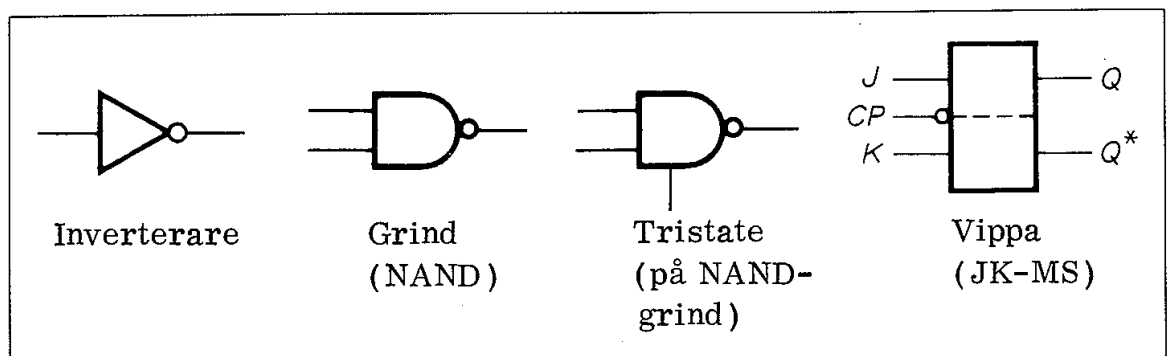 J
CP
K
Q
Q*
Inverterare
Grind
(NAND)
Tristate
(på NAND-
grind)
Vippa
(JK-MS)